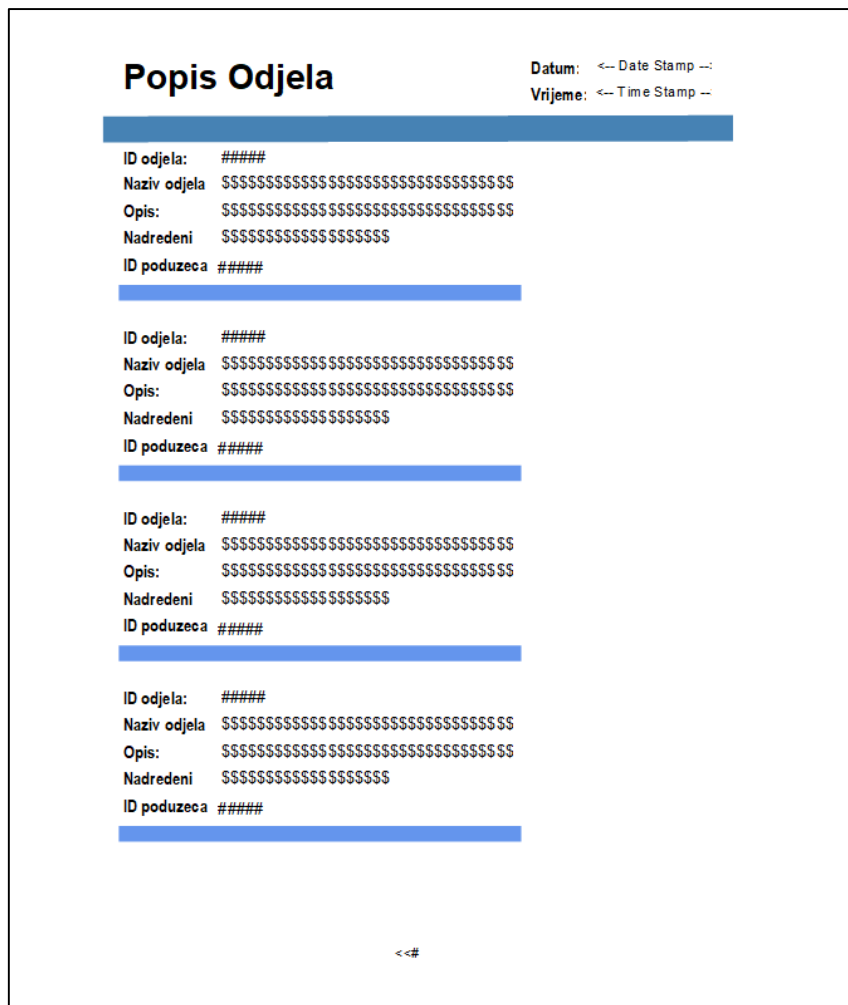 Popis Odjela
Datum: <-- Date Stamp --:
Vrijeme: <-- Time Stamp --
ID odjela: #####
Naziv odjela $$$$$$$$$$$$$$$$$$$$$$$$$$$$$$$$$
Opis: $$$$$$$$$$$$$$$$$$$$$$$$$$$$$$$$$
Nadredeni $$$$$$$$$$$$$$$$$$$
ID poduzeca #####
ID odjela: #####
Naziv odjela $$$$$$$$$$$$$$$$$$$$$$$$$$$$$$$$$
Opis: $$$$$$$$$$$$$$$$$$$$$$$$$$$$$$$$$
Nadredeni $$$$$$$$$$$$$$$$$$$
ID poduzeca #####
ID odjela: #####
Naziv odjela $$$$$$$$$$$$$$$$$$$$$$$$$$$$$$$$$
Opis: $$$$$$$$$$$$$$$$$$$$$$$$$$$$$$$$$
Nadredeni $$$$$$$$$$$$$$$$$$$
ID poduzeca #####
ID odjela: #####
Naziv odjela $$$$$$$$$$$$$$$$$$$$$$$$$$$$$$$$$
Opis: $$$$$$$$$$$$$$$$$$$$$$$$$$$$$$$$$
Nadredeni $$$$$$$$$$$$$$$$$$$
ID poduzeca #####
<<#